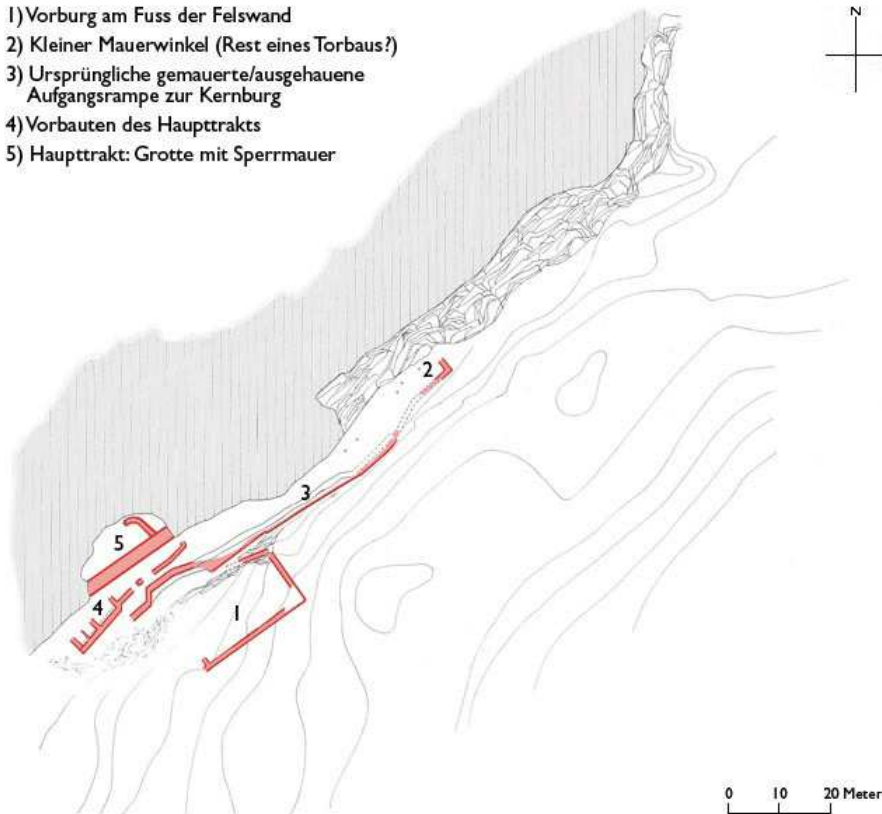 1) Vorburg am Fuss der Felswand
2) Kleiner Mauerwinkel (Rest eines Torbaus?)
3) Ursprüngliche gemauerte/ausgehauene
Aufgangsrampe zur Kernburg
4) Vorbauten des Haupttrakts
5) Haupttrakt: Grotte mit Sperrmauer
N
2
3
5
4
1
0 10 20 Meter